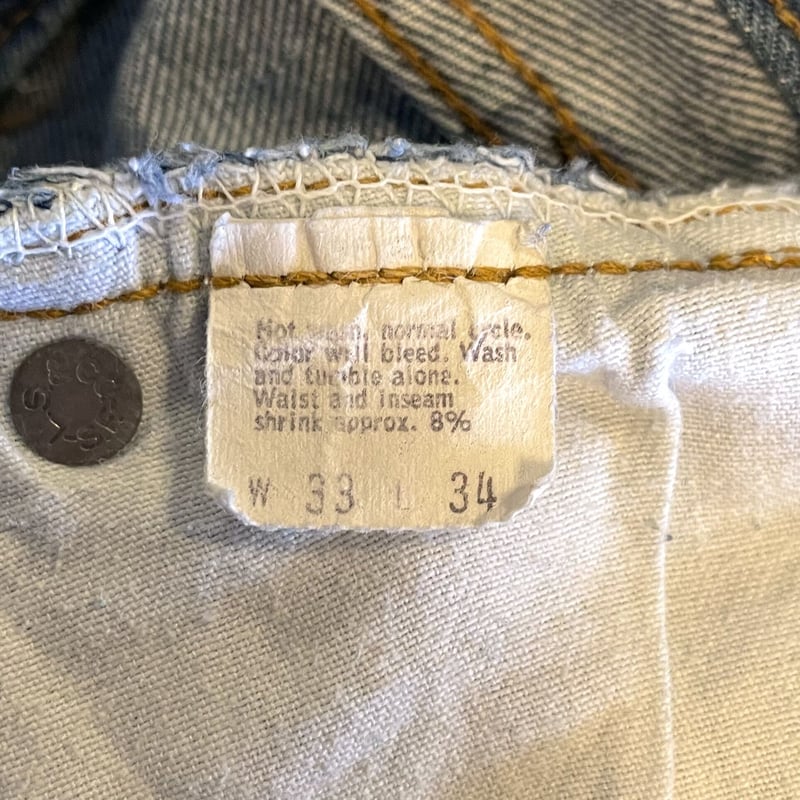 Hot wash, normal cycle.
Color will bleed. Wash
and tumble alone.
Waist and inseam
shrink approx. 8%
W 33 L 34
L S & CO S F